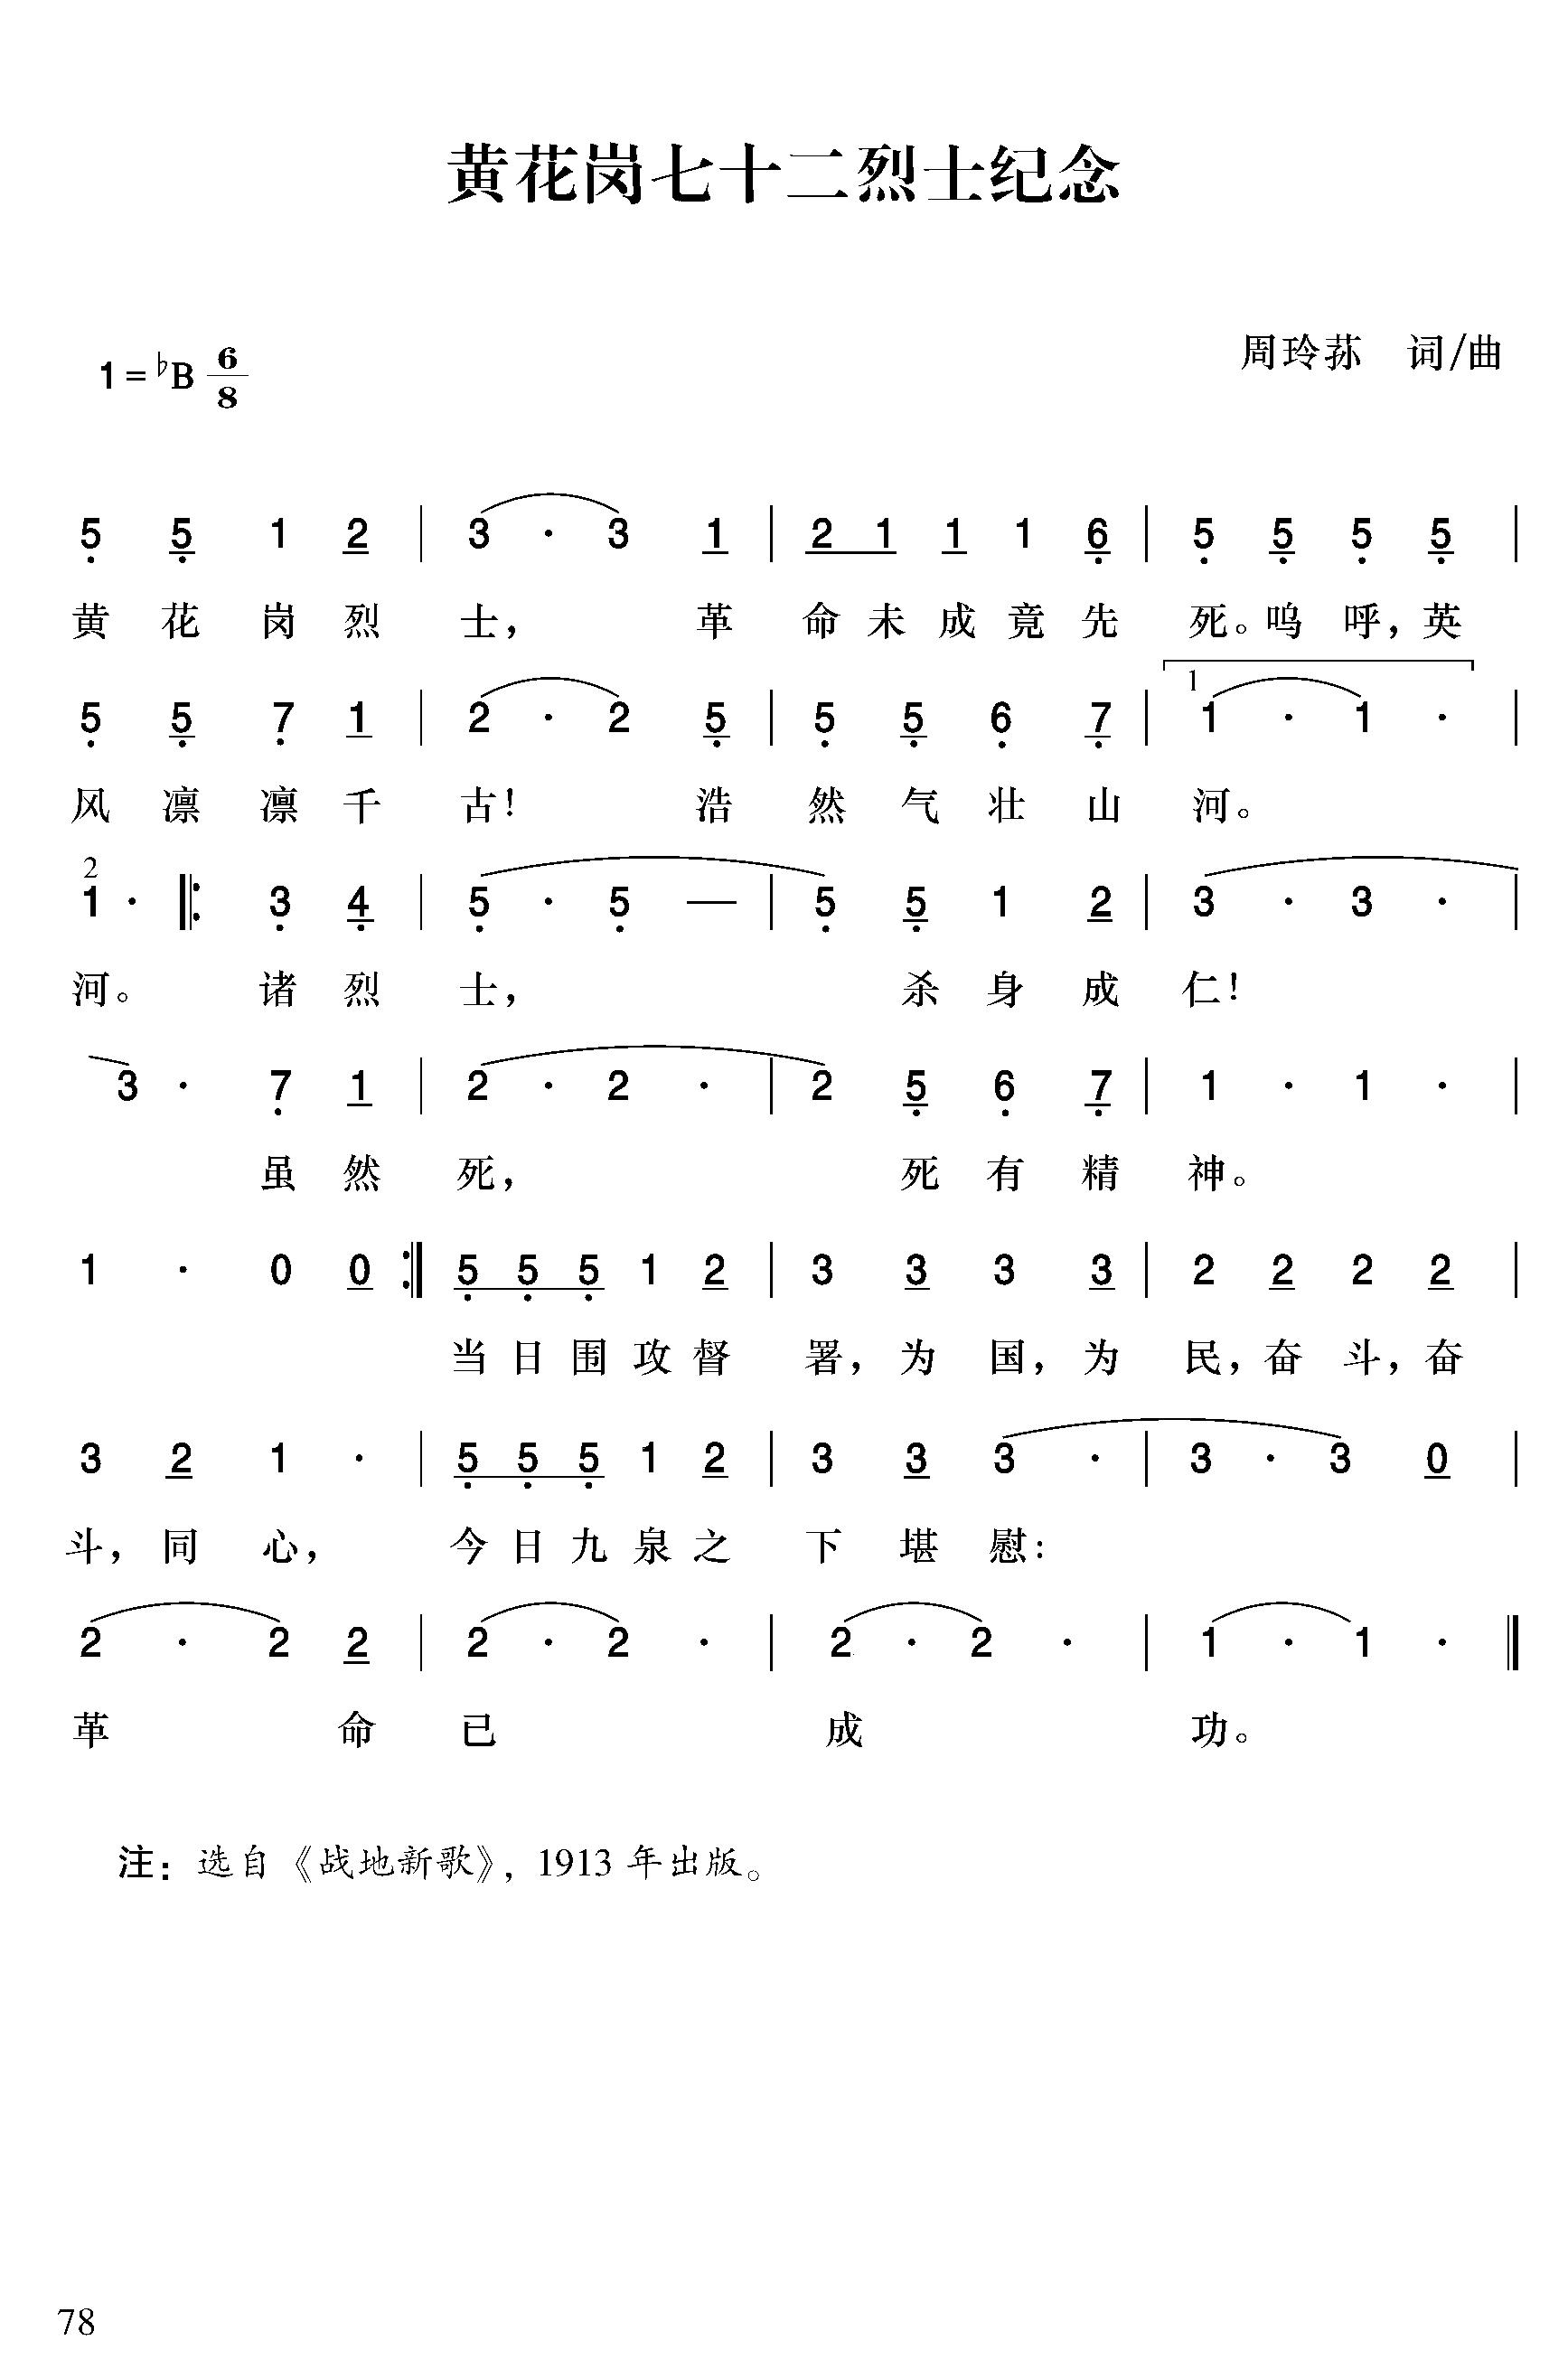 黄花岗七十二烈士纪念
周玲荪 词/曲
1=♭B 6/8
5 5 1 2 | 3 · 3 1 | 2 1 1 1 6 | 5 5 5 5 |
黄 花 岗 烈 士， 革 命 未 成 竟 先 死。呜 呼，英
1
5 5 7 1 | 2 · 2 5 | 5 5 6 7 | 1 · 1 · |
风 凛 凛 千 古！ 浩 然 气 壮 山 河。
2
1 · ‖: 3 4 | 5 · 5 — | 5 5 1 2 | 3 · 3 · |
河。 诸 烈 士， 杀 身 成 仁！
3 · 7 1 | 2 · 2 · | 2 5 6 7 | 1 · 1 · |
虽 然 死， 死 有 精 神。
1 · 0 0 :‖ 5 5 5 1 2 | 3 3 3 3 | 2 2 2 2 |
当 日 围 攻 督 署，为 国，为 民，奋 斗，奋
3 2 1 · | 5 5 5 1 2 | 3 3 3 · | 3 · 3 0 |
斗，同 心， 今 日 九 泉 之 下 堪 慰：
2 · 2 2 | 2 · 2 · | 2 · 2 · | 1 · 1 · ‖
革 命 已 成 功。
注：选自《战地新歌》，1913 年出版。
78